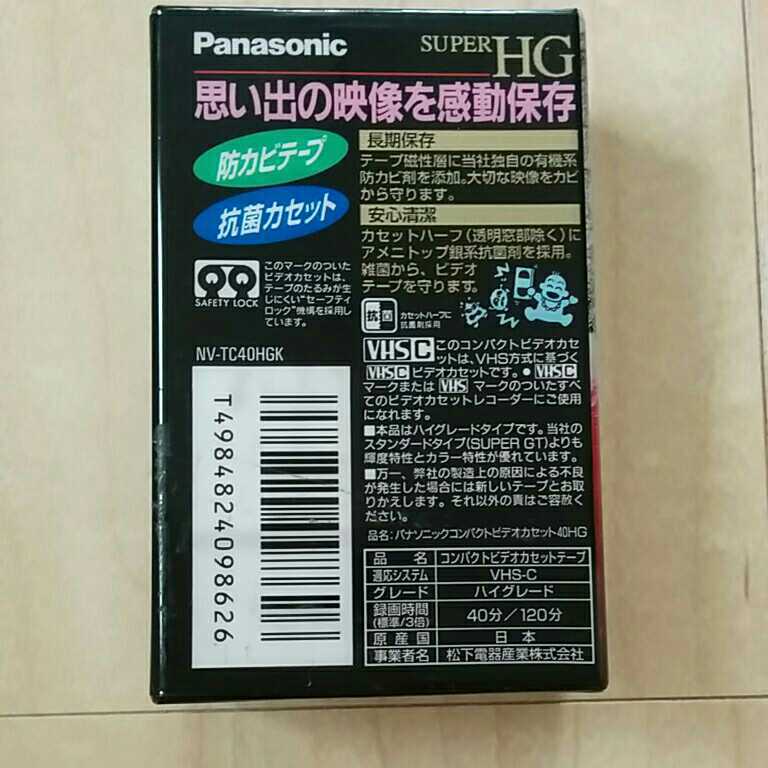 Panasonic
SUPER HG
思い出の映像を感動保存
防カビテープ
抗菌カセット
長期保存
テープ磁性層に当社独自の有機系
防カビ剤を添加。大切な映像をカビ
から守ります。
安心清潔
カセットハーフ(透明窓部除く)に
アメニトップ銀系抗菌剤を採用。
雑菌から、ビデオ
テープを守ります。
SAFETY LOCK
このマークのついた
ビデオカセットは、
テープのたるみが生
じにくい"セーフティ
ロック"機構を採用し
ています。
抗菌
カセットハーフに
抗菌剤採用
NV-TC40HGK
T4984824098626
VHS C このコンパクトビデオカセ
ットは、VHS方式に基づく
VHS C ビデオカセットです。● VHS C
マークまたは VHS マークのついたすべ
てのビデオカセットレコーダーにご使用
になれます。
■本品はハイグレードタイプです。当社の
スタンダードタイプ(SUPER GT)よりも
輝度特性とカラー特性が優れています。
■万一、弊社の製造上の原因による不良
が発生した場合には新しいテープとお取
りかえします。それ以外の責はご容赦く
ださい。
品名:パナソニックコンパクトビデオカセット40HG
品名 コンパクトビデオカセットテープ
適応システム VHS-C
グレード ハイグレード
録画時間(標準/3倍) 40分/120分
原産国 日本
事業者名 松下電器産業株式会社